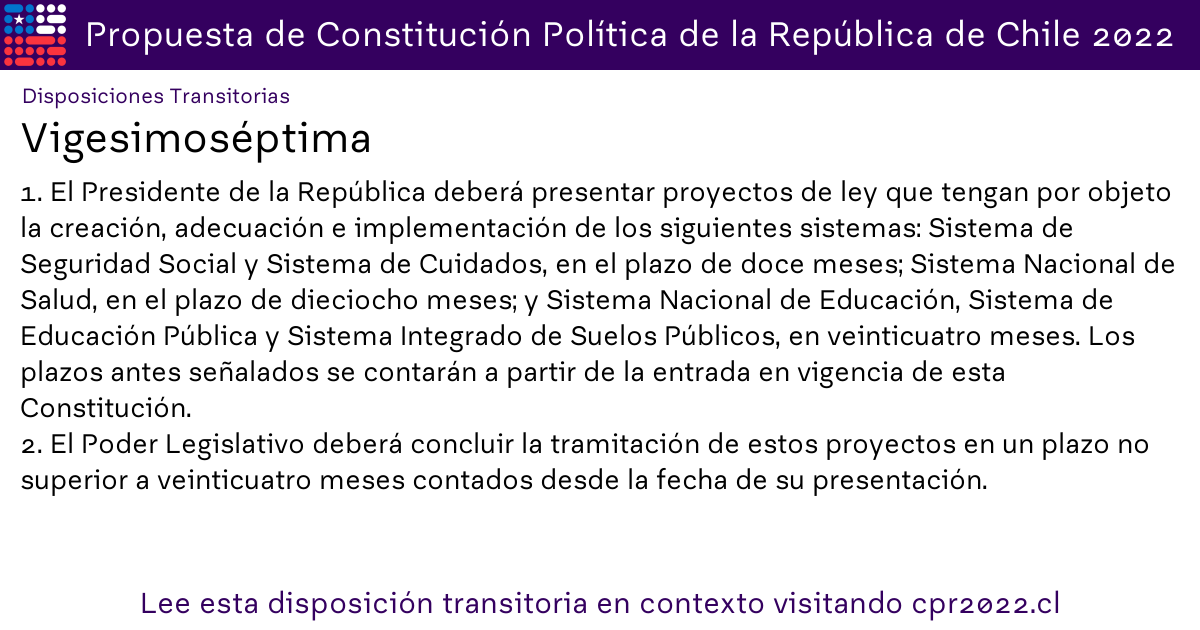 Propuesta de Constitución Política de la República de Chile 2022
Disposiciones Transitorias
Vigesimoséptima
1. El Presidente de la República deberá presentar proyectos de ley que tengan por objeto
la creación, adecuación e implementación de los siguientes sistemas: Sistema de
Seguridad Social y Sistema de Cuidados, en el plazo de doce meses; Sistema Nacional de
Salud, en el plazo de dieciocho meses; y Sistema Nacional de Educación, Sistema de
Educación Pública y Sistema Integrado de Suelos Públicos, en veinticuatro meses. Los
plazos antes señalados se contarán a partir de la entrada en vigencia de esta
Constitución.
2. El Poder Legislativo deberá concluir la tramitación de estos proyectos en un plazo no
superior a veinticuatro meses contados desde la fecha de su presentación.
Lee esta disposición transitoria en contexto visitando cpr2022.cl